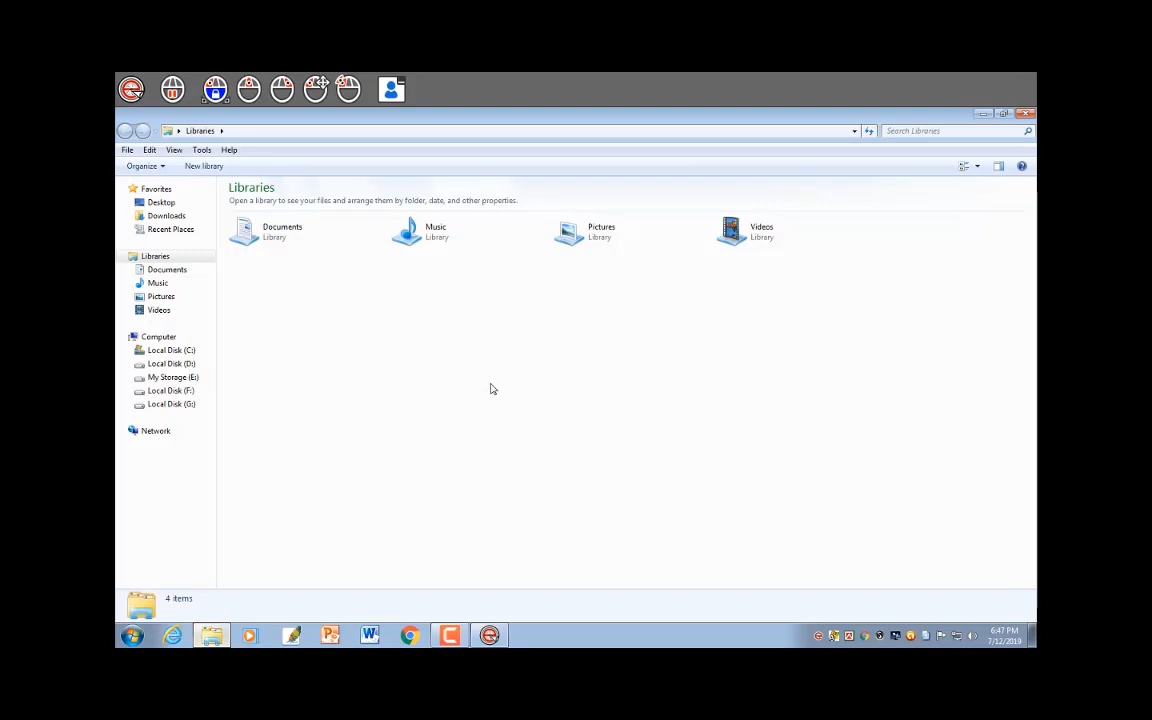 Libraries
Search Libraries
File Edit View Tools Help
Organize New library
Favorites
Desktop
Downloads
Recent Places
Libraries
Documents
Music
Pictures
Videos
Computer
Local Disk (C:)
Local Disk (D:)
My Storage (E:)
Local Disk (F:)
Local Disk (G:)
Network
Libraries
Open a library to see your files and arrange them by folder, date, and other properties.
Documents
Library
Music
Library
Pictures
Library
Videos
Library
4 items
6:47 PM
7/12/2019